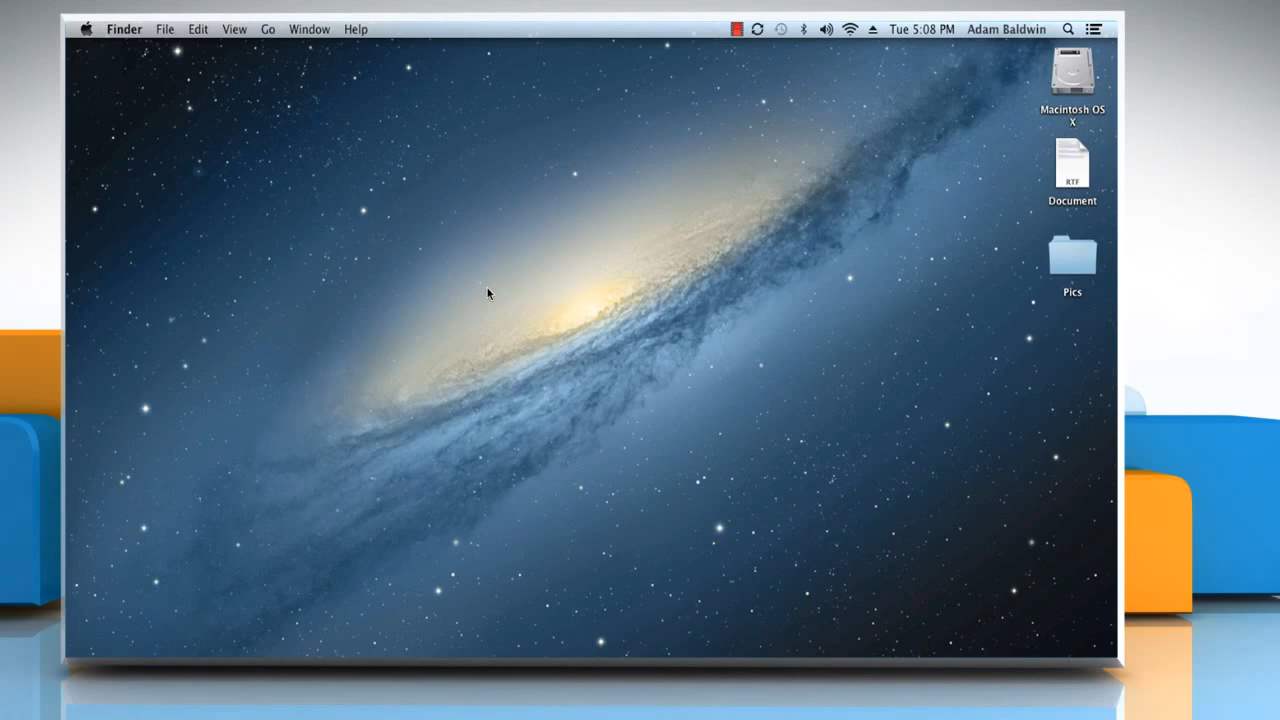 Finder File Edit View Go Window Help Tue 5:08 PM Adam Baldwin
Macintosh OS
X
RTF
Document
Pics